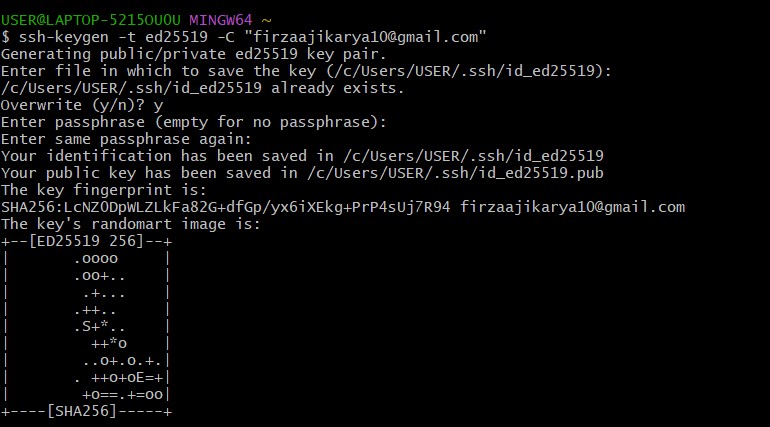 USER@LAPTOP-5215OUOU MINGW64 ~
$ ssh-keygen -t ed25519 -C "firzaajikarya10@gmail.com"
Generating public/private ed25519 key pair.
Enter file in which to save the key (/c/Users/USER/.ssh/id_ed25519):
/c/Users/USER/.ssh/id_ed25519 already exists.
Overwrite (y/n)? y
Enter passphrase (empty for no passphrase):
Enter same passphrase again:
Your identification has been saved in /c/Users/USER/.ssh/id_ed25519
Your public key has been saved in /c/Users/USER/.ssh/id_ed25519.pub
The key fingerprint is:
SHA256:LcNZODpWLZLkFa82G+dfGp/yx6iXEkg+PrP4sUj7R94 firzaajikarya10@gmail.com
The key's randomart image is:
+--[ED25519 256]--+
|       .oooo     |
|       .oo+..    |
|        .+...    |
|       .++..     |
|       .S+*..    |
|         ++*o    |
|        ..o+.o.+.|
|       . ++o+oE=+|
|        +o==.+=oo|
+----[SHA256]-----+